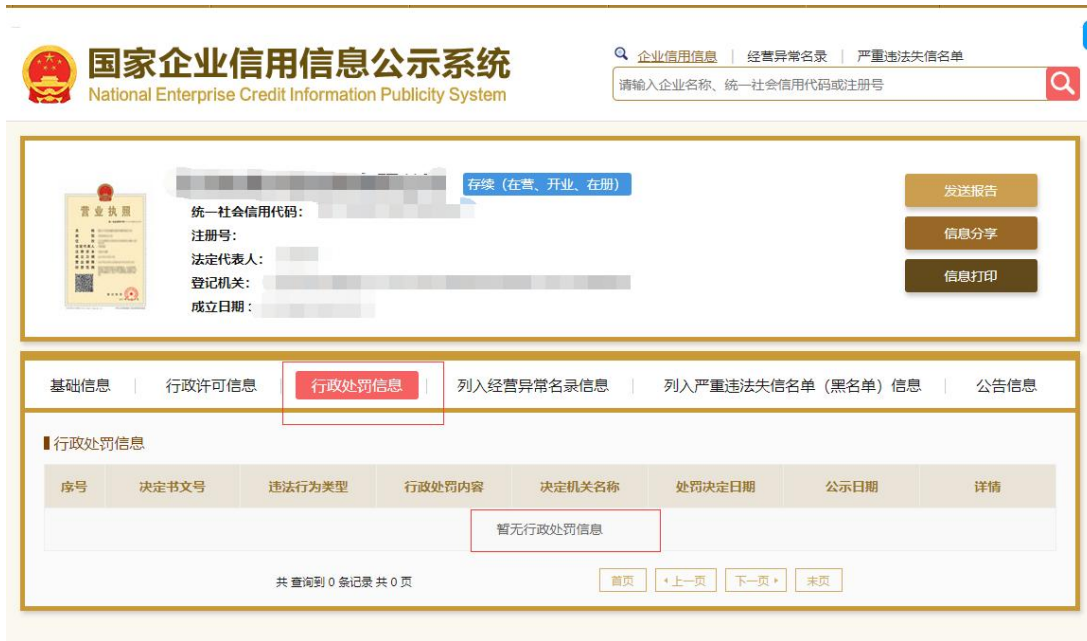 国家企业信用信息公示系统
National Enterprise Credit Information Publicity System
企业信用信息 | 经营异常名录 | 严重违法失信名单
请输入企业名称、统一社会信用代码或注册号
营业执照
存续（在营、开业、在册）
统一社会信用代码：
注册号：
法定代表人：
登记机关：
成立日期：
发送报告
信息分享
信息打印
基础信息 | 行政许可信息 | 行政处罚信息 | 列入经营异常名录信息 | 列入严重违法失信名单（黑名单）信息 | 公告信息
行政处罚信息
序号 决定书文号 违法行为类型 行政处罚内容 决定机关名称 处罚决定日期 公示日期 详情
暂无行政处罚信息
共 查询到 0 条记录 共 0 页
首页 上一页 下一页 末页